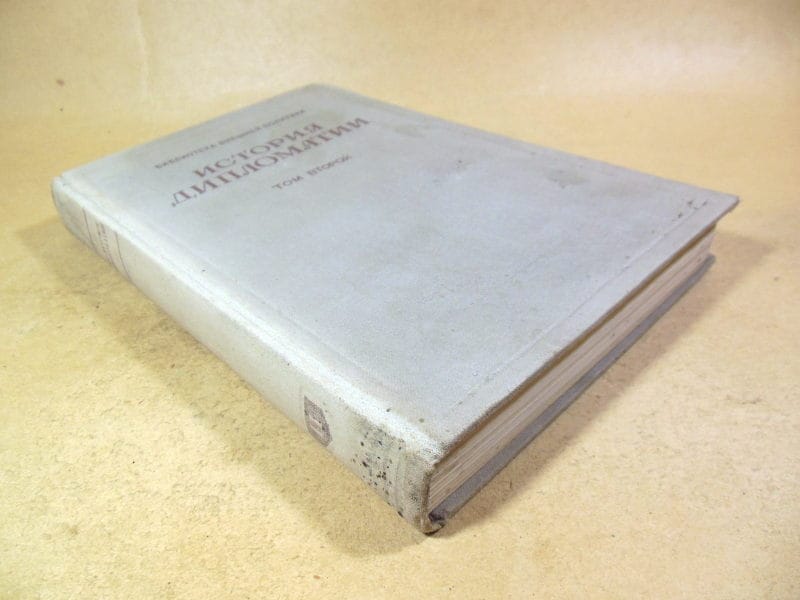 БИБЛИОТЕКА ВНЕШНЕЙ ПОЛИТИКИ
ИСТОРИЯ
ДИПЛОМАТИИ
ТОМ ВТОРОЙ